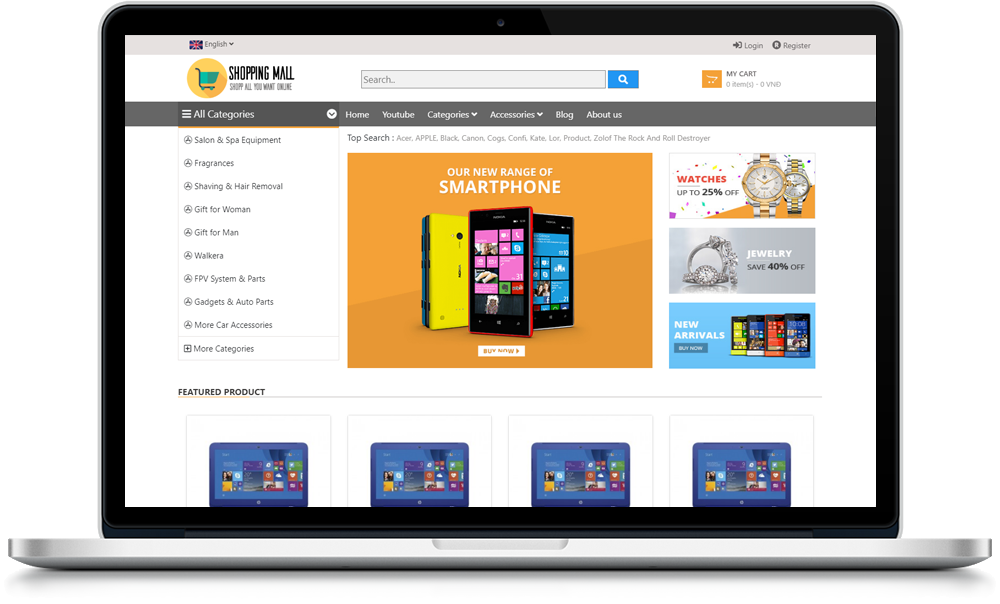 English
Login Register
SHOPPING MALL
SHOPP ALL YOU WANT ONLINE
Search..
MY CART
0 item(s) - 0 VND
All Categories
Home Youtube Categories Accessories Blog About us
Top Search : Acer, APPLE, Black, Canon, Cogs, Confi, Kate, Lor, Product, Zolof The Rock And Roll Destroyer
Salon & Spa Equipment
Fragrances
Shaving & Hair Removal
Gift for Woman
Gift for Man
Walkera
FPV System & Parts
Gadgets & Auto Parts
More Car Accessories
More Categories
OUR NEW RANGE OF
SMARTPHONE
NOKIA
BUY NOW
WATCHES
UP TO 25% OFF
JEWELRY
SAVE 40% OFF
NEW
ARRIVALS
BUY NOW
FEATURED PRODUCT